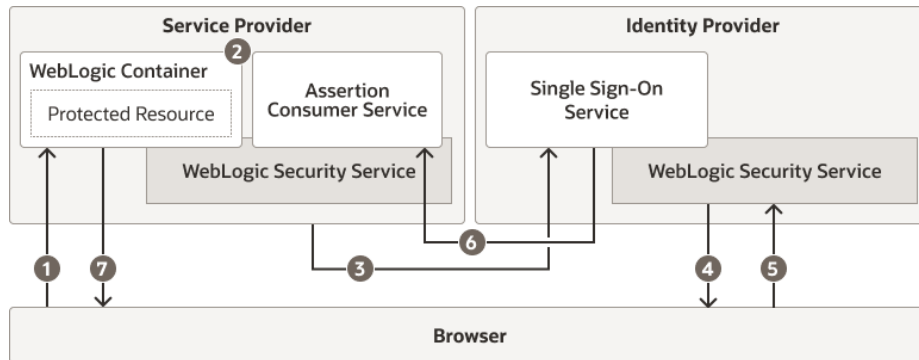 Service Provider
Identity Provider
2
WebLogic Container
Protected Resource
Assertion
Consumer Service
Single Sign-On
Service
WebLogic Security Service
WebLogic Security Service
6
1
7
3
4
5
Browser